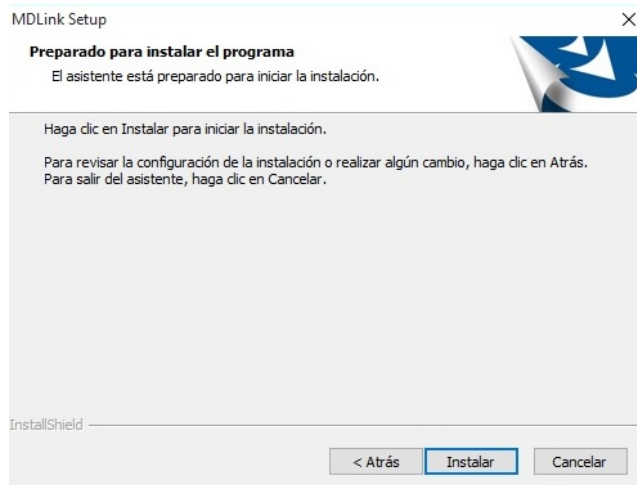 MDLink Setup
Preparado para instalar el programa
El asistente está preparado para iniciar la instalación.
Haga clic en Instalar para iniciar la instalación.
Para revisar la configuración de la instalación o realizar algún cambio, haga clic en Atrás.
Para salir del asistente, haga clic en Cancelar.
InstallShield
< Atrás
Instalar
Cancelar